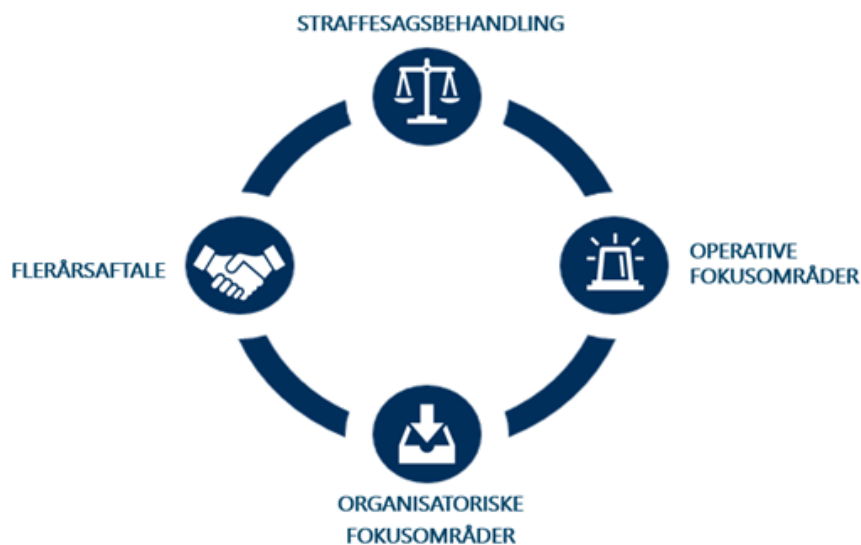 STRAFFESAGSBEHANDLING
FLERÅRSAFTALE
OPERATIVE
FOKUSOMRÅDER
ORGANISATORISKE
FOKUSOMRÅDER